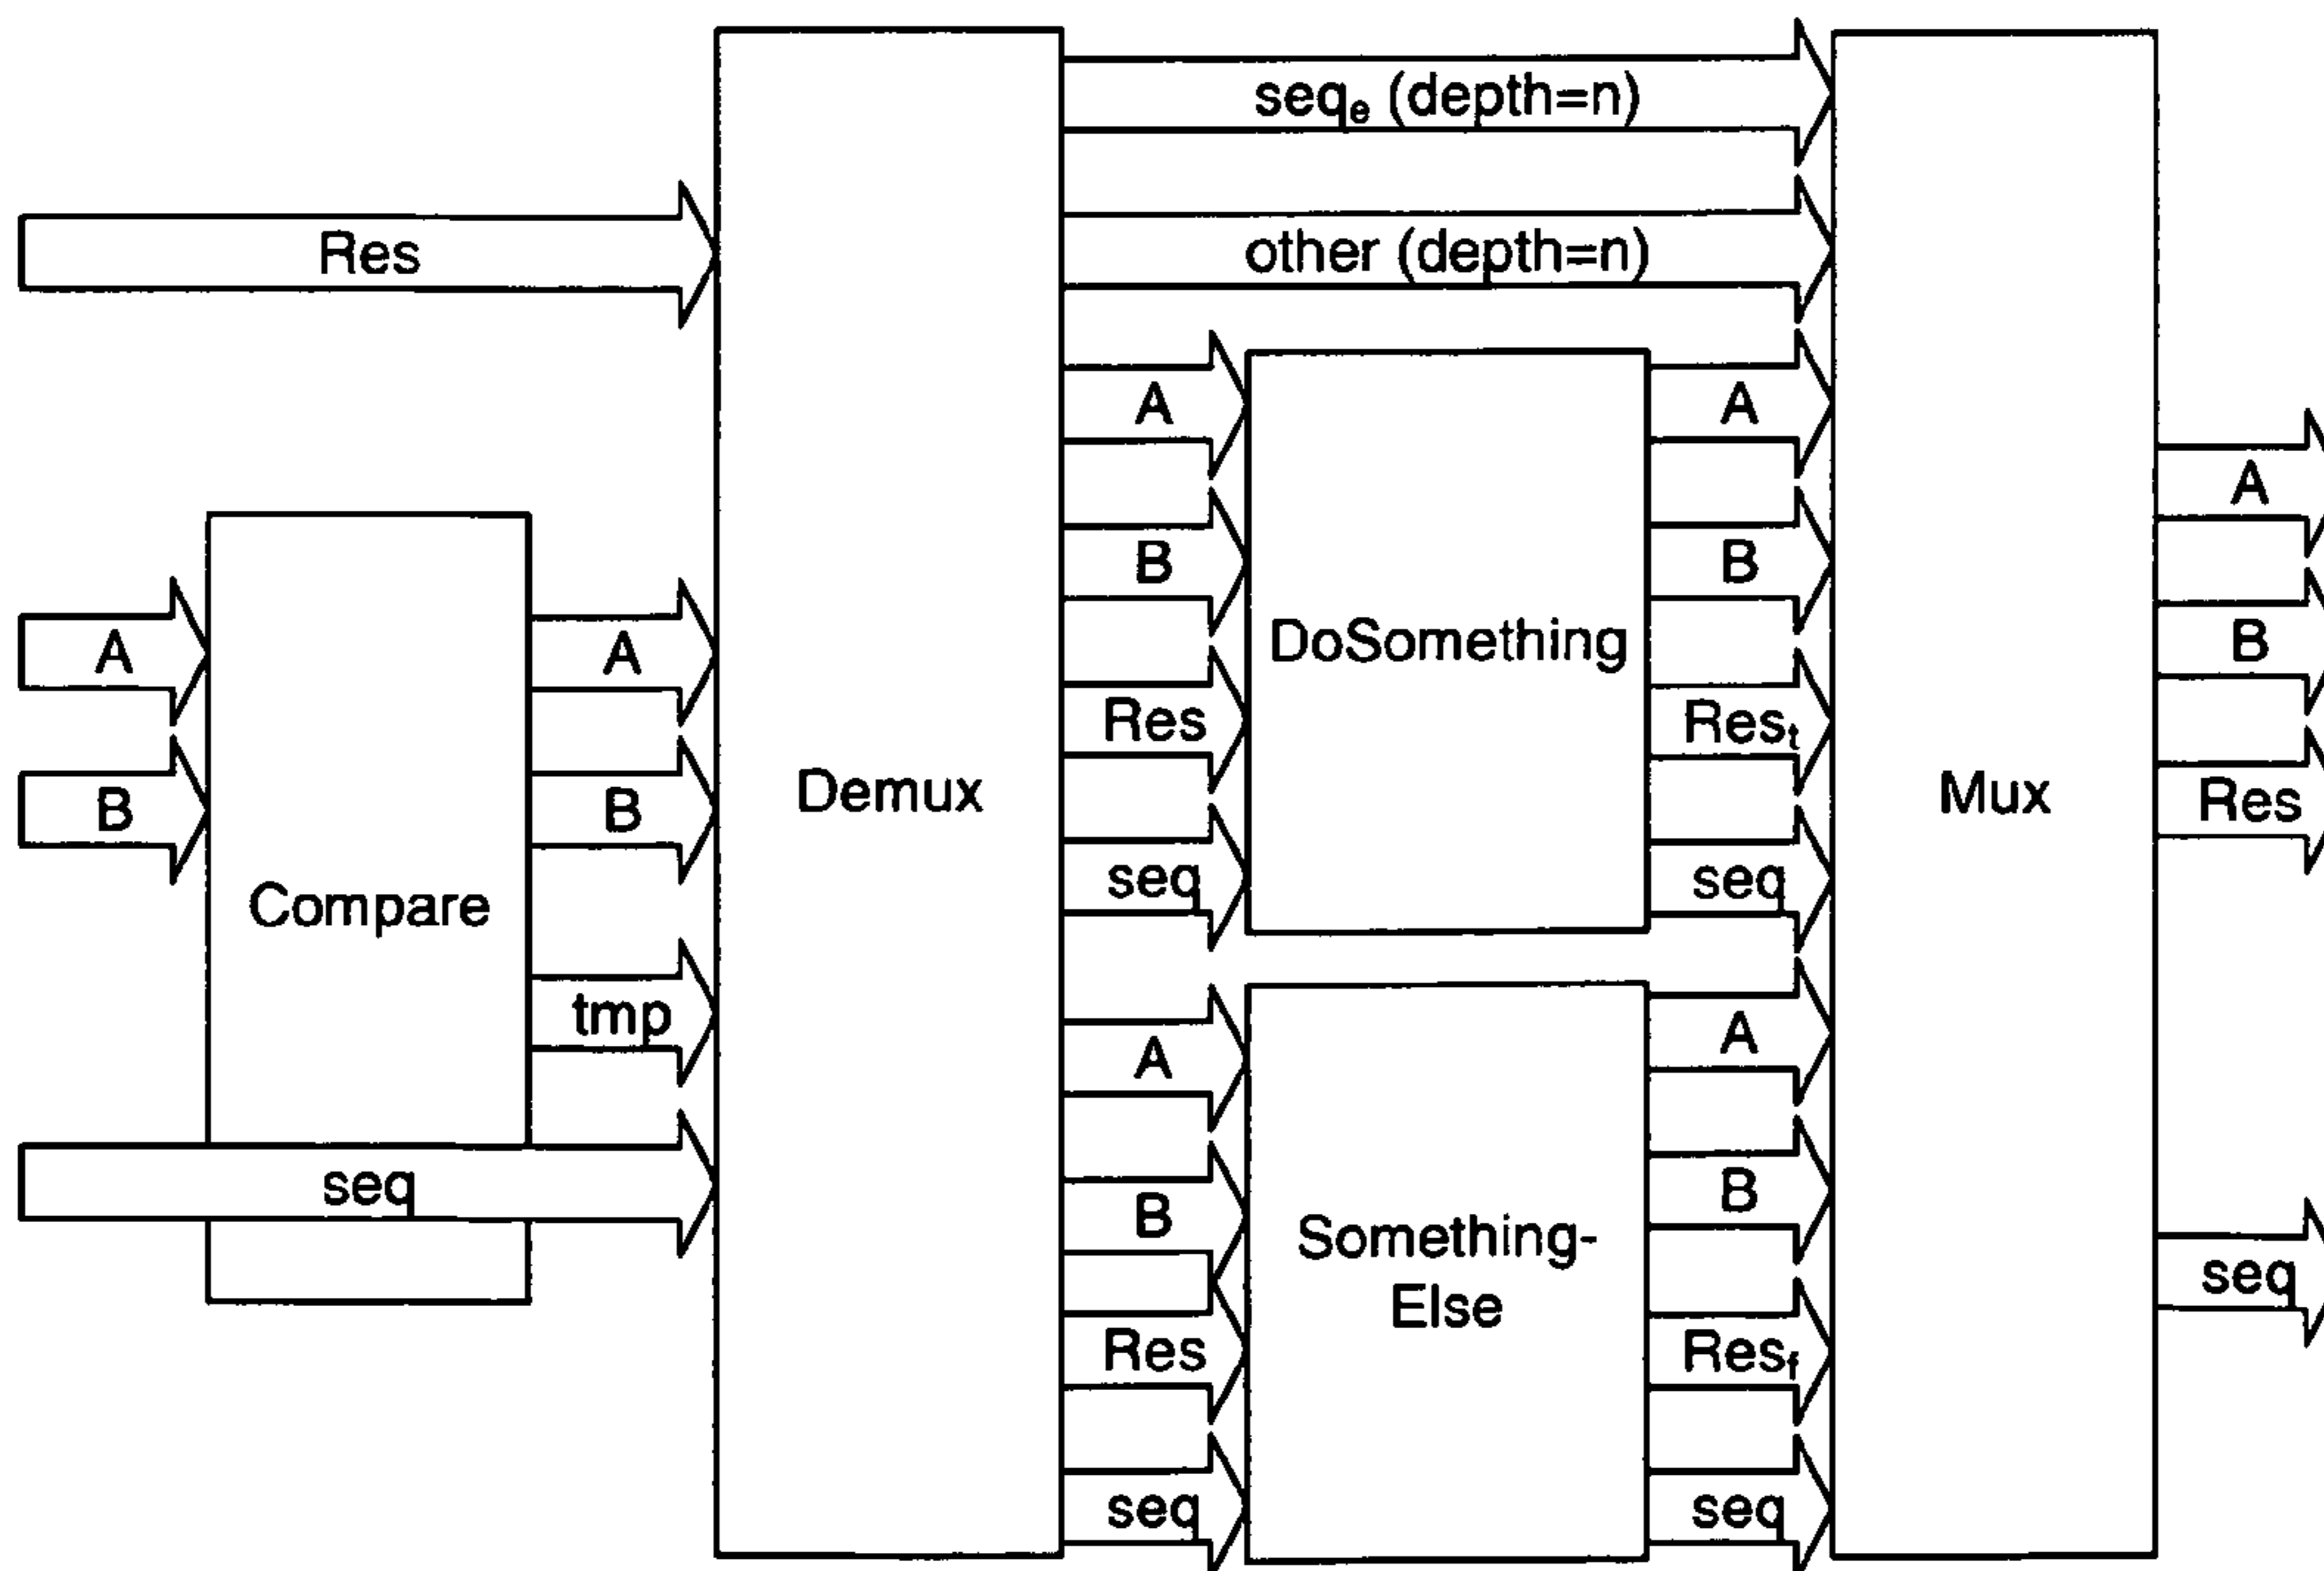 seqe (depth=n)
Res
other (depth=n)
A
B
A
B
Compare
A
B
tmp
seq
Demux
A
B
Res
seq
DoSomething
A
B
Rest
seq
A
B
Res
seq
Something-
Else
A
B
Resf
seq
Mux
A
B
Res
seq